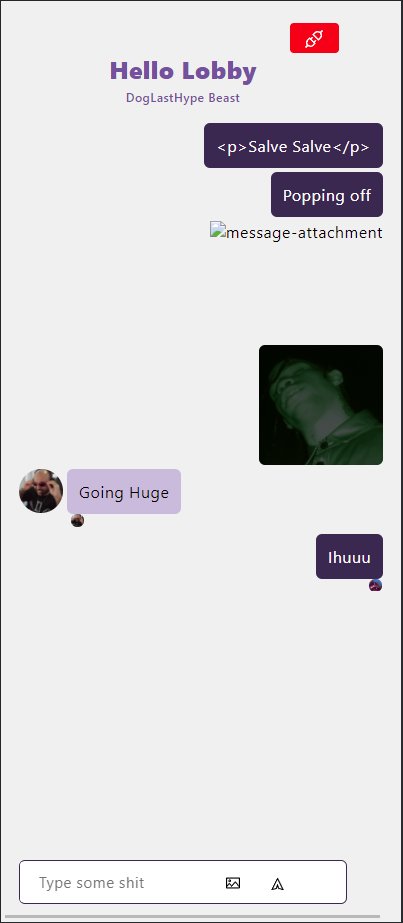 Hello Lobby
DogLastHype Beast
<p>Salve Salve</p>
Popping off
message-attachment
Going Huge
Ihuuu
Type some shit